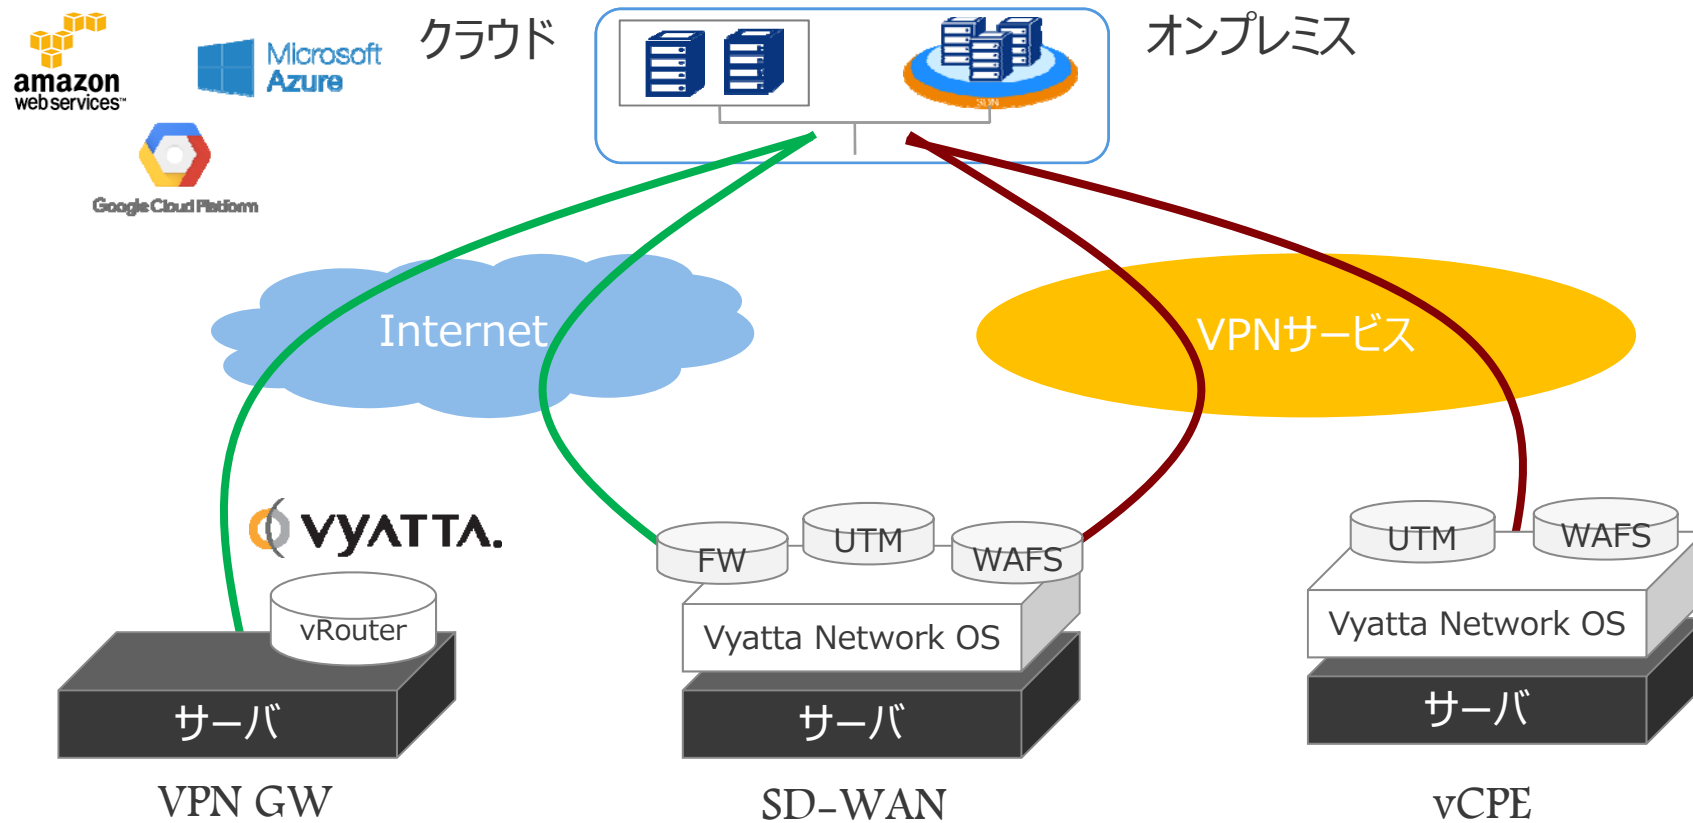 amazon
web services™
Microsoft
Azure
Google Cloud Platform
クラウド
オンプレミス
SDN
Internet
VPNサービス
VYATTA.
vRouter
サーバ
VPN GW
FW
UTM
WAFS
Vyatta Network OS
サーバ
SD-WAN
UTM
WAFS
Vyatta Network OS
サーバ
vCPE